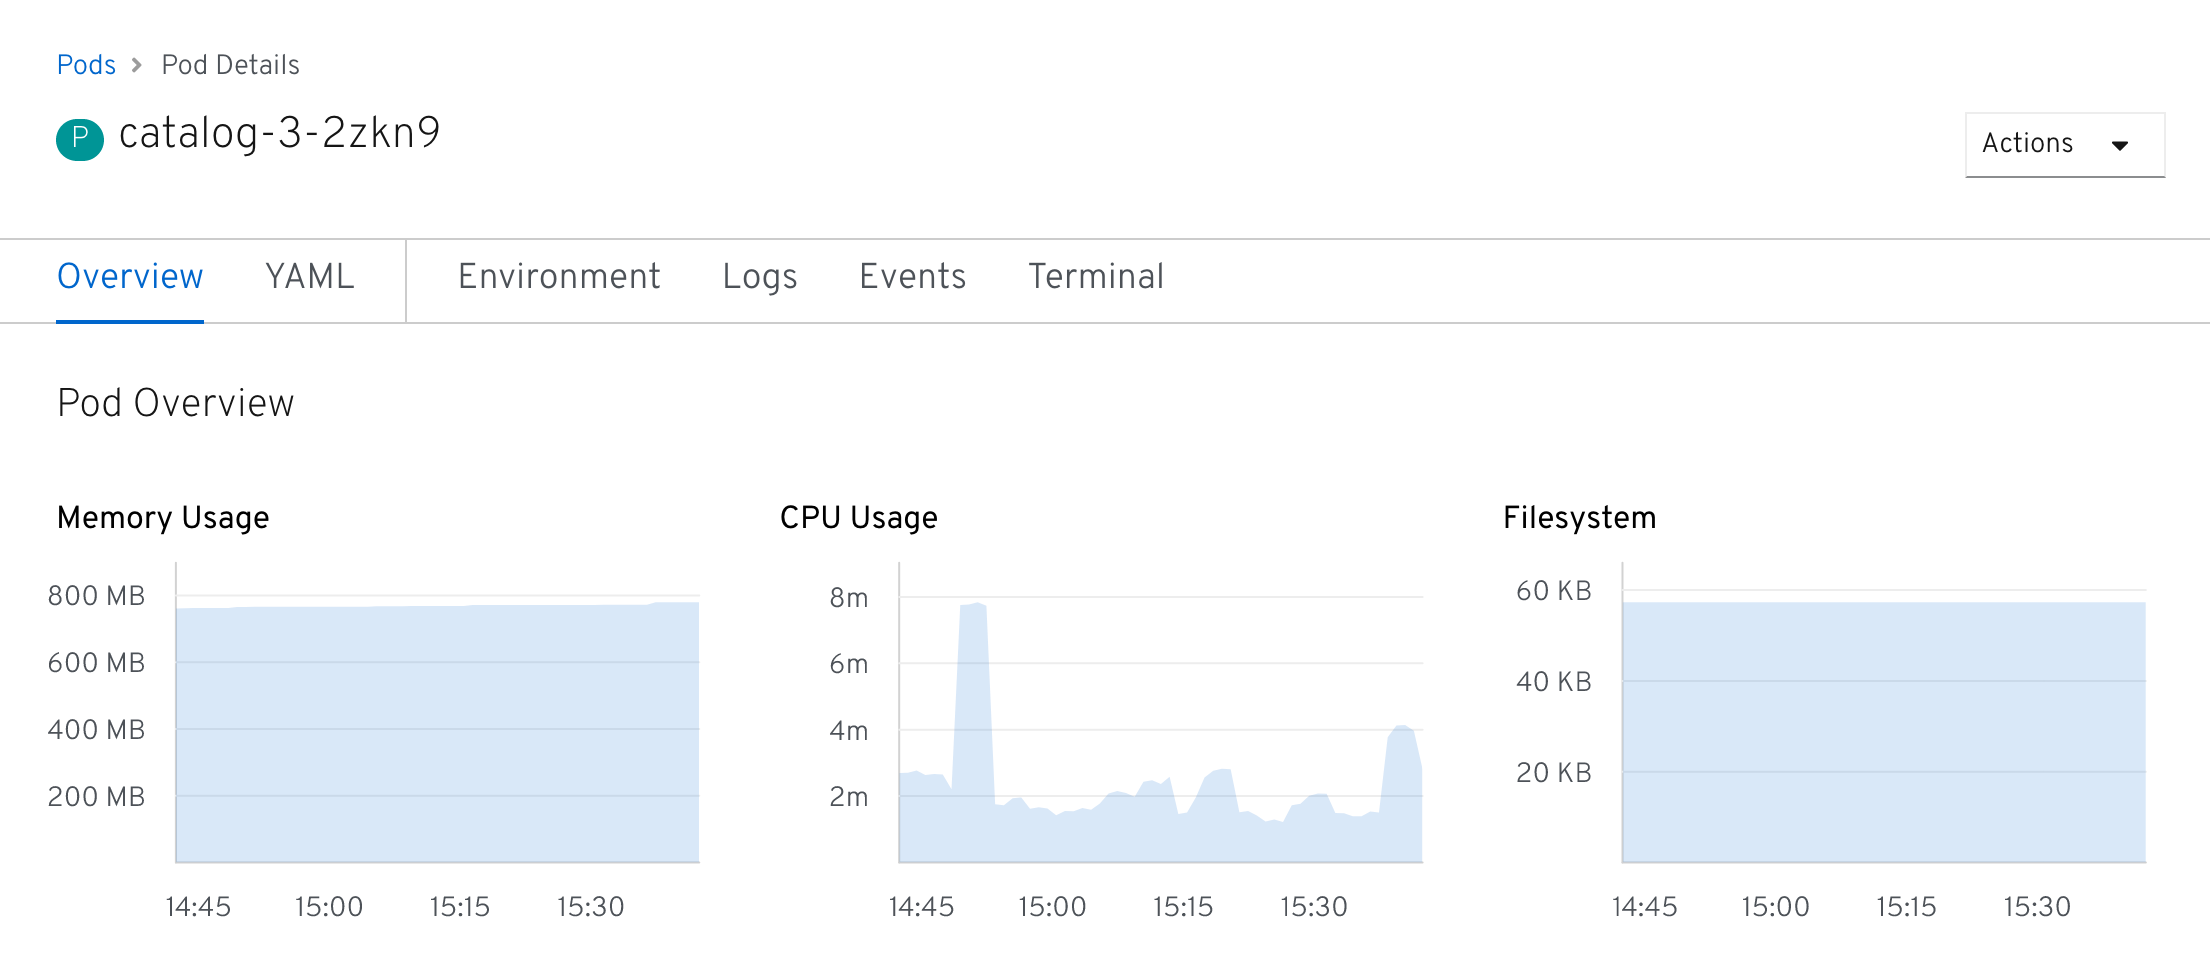 Pods > Pod Details
P catalog-3-2zkn9
Actions
Overview YAML Environment Logs Events Terminal
Pod Overview
Memory Usage
800 MB
600 MB
400 MB
200 MB
14:45 15:00 15:15 15:30
CPU Usage
8m
6m
4m
2m
14:45 15:00 15:15 15:30
Filesystem
60 KB
40 KB
20 KB
14:45 15:00 15:15 15:30